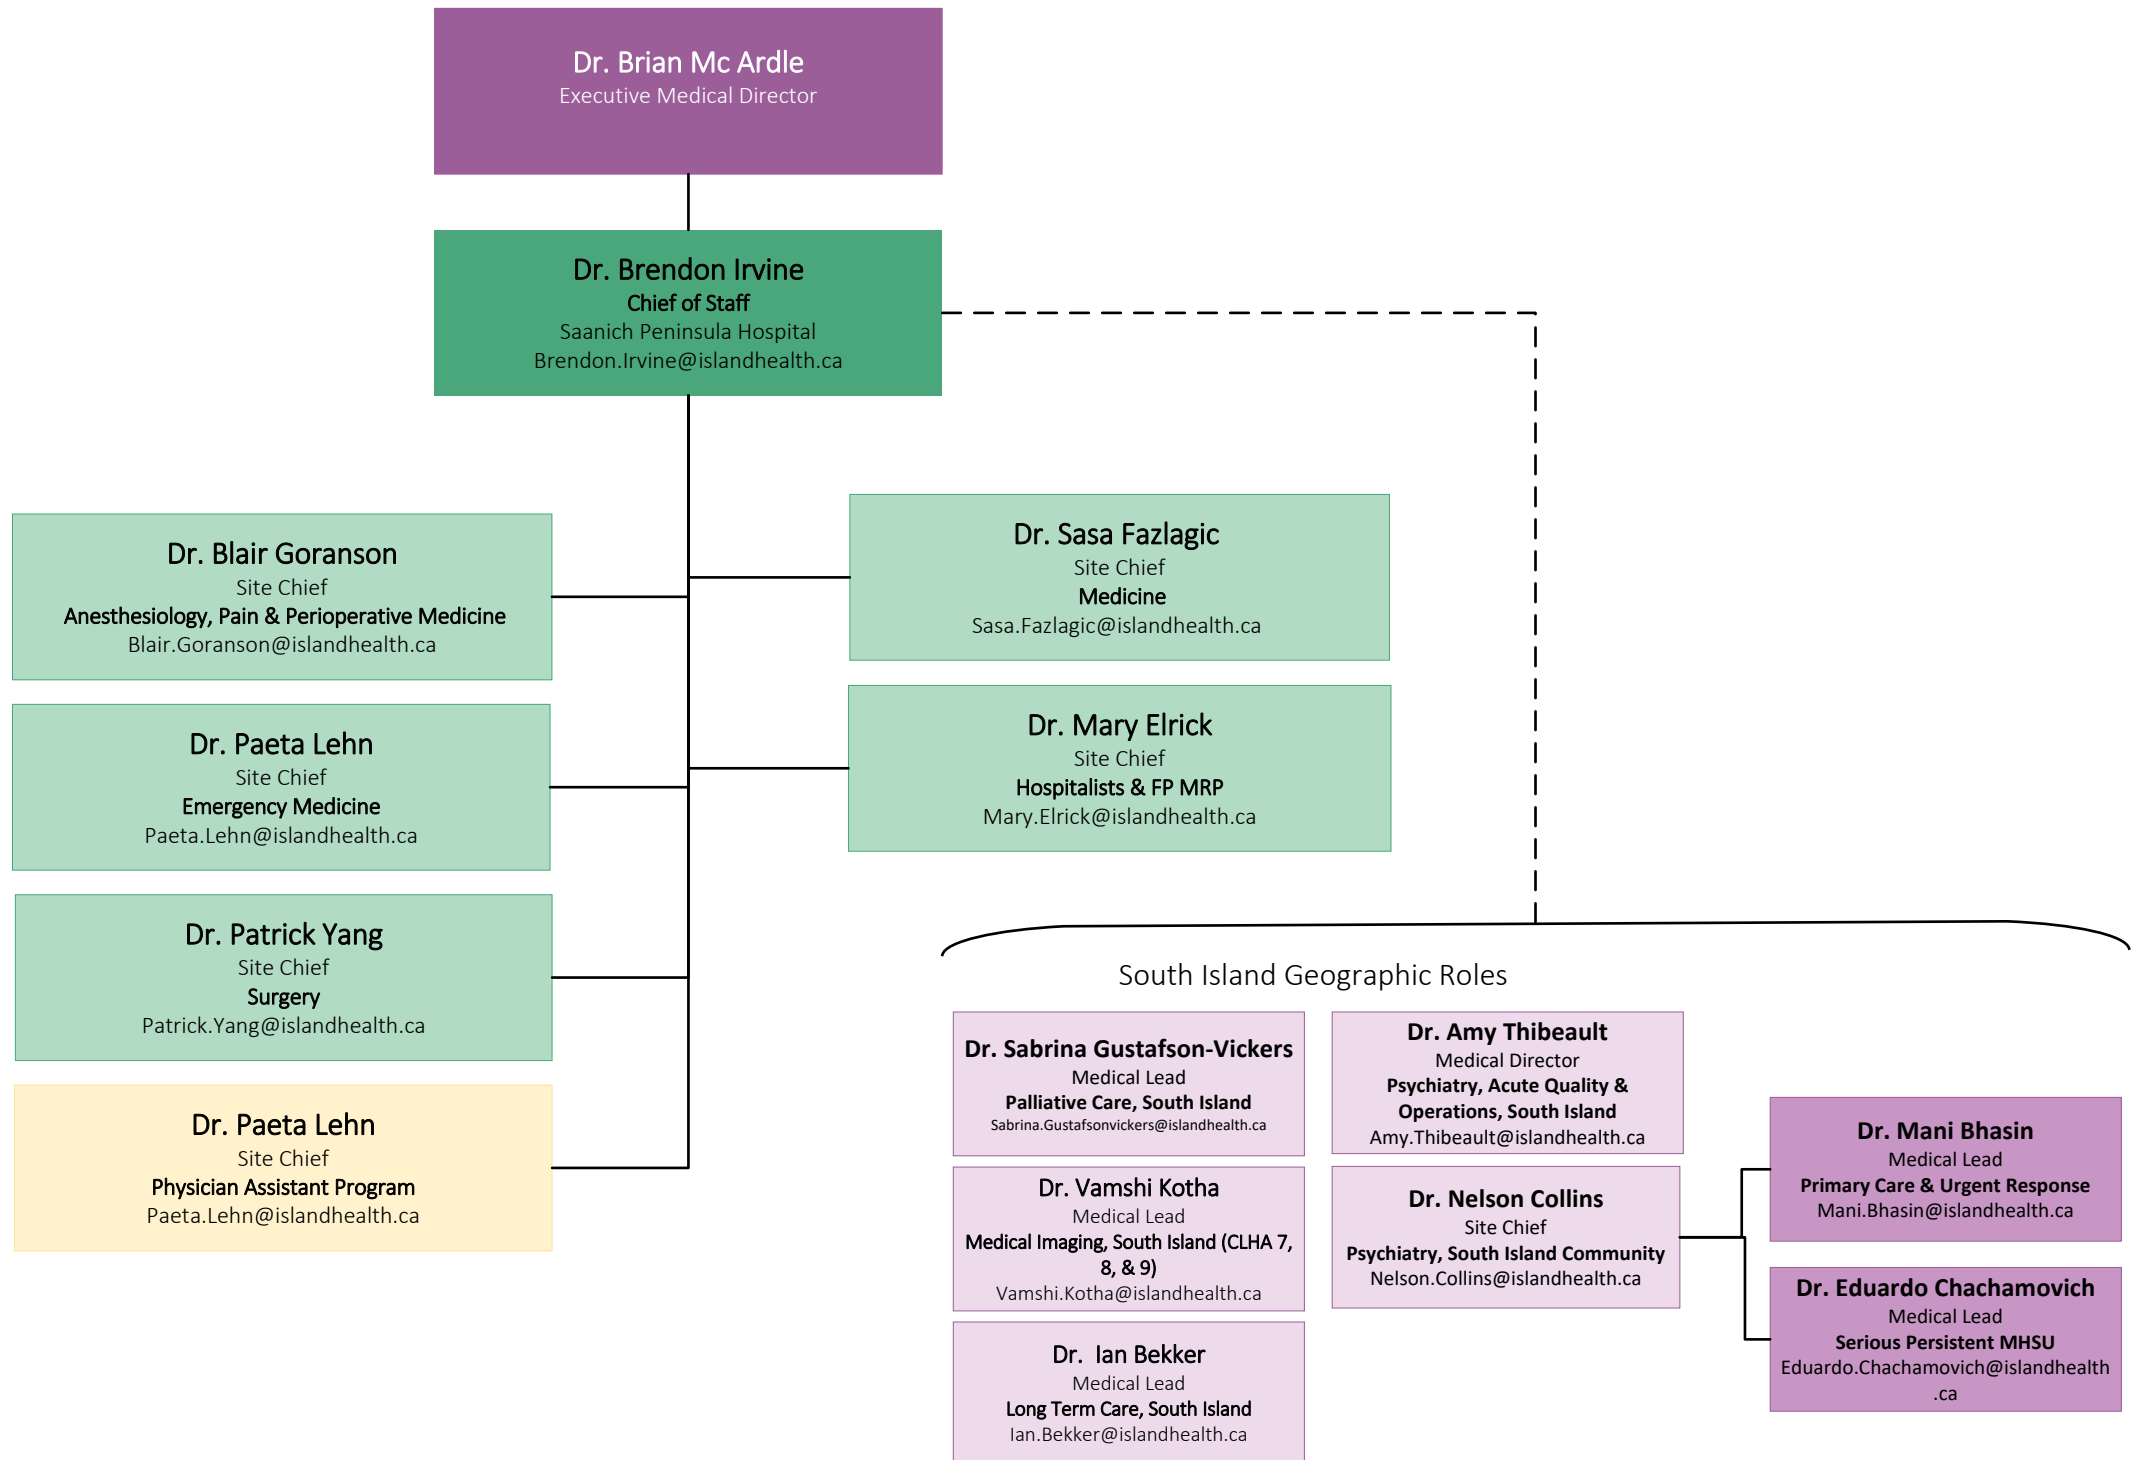 Dr. Brian Mc Ardle
Executive Medical Director
Dr. Brendon Irvine
Chief of Staff
Saanich Peninsula Hospital
Brendon.Irvine@islandhealth.ca
Dr. Blair Goranson
Site Chief
Anesthesiology, Pain & Perioperative Medicine
Blair.Goranson@islandhealth.ca
Dr. Sasa Fazlagic
Site Chief
Medicine
Sasa.Fazlagic@islandhealth.ca
Dr. Paeta Lehn
Site Chief
Emergency Medicine
Paeta.Lehn@islandhealth.ca
Dr. Mary Elrick
Site Chief
Hospitalists & FP MRP
Mary.Elrick@islandhealth.ca
Dr. Patrick Yang
Site Chief
Surgery
Patrick.Yang@islandhealth.ca
Dr. Paeta Lehn
Site Chief
Physician Assistant Program
Paeta.Lehn@islandhealth.ca
South Island Geographic Roles
Dr. Sabrina Gustafson-Vickers
Medical Lead
Palliative Care, South Island
Sabrina.Gustafsonvickers@islandhealth.ca
Dr. Vamshi Kotha
Medical Lead
Medical Imaging, South Island (CLHA 7,
8, & 9)
Vamshi.Kotha@islandhealth.ca
Dr. Ian Bekker
Medical Lead
Long Term Care, South Island
Ian.Bekker@islandhealth.ca
Dr. Amy Thibeault
Medical Director
Psychiatry, Acute Quality &
Operations, South Island
Amy.Thibeault@islandhealth.ca
Dr. Nelson Collins
Site Chief
Psychiatry, South Island Community
Nelson.Collins@islandhealth.ca
Dr. Mani Bhasin
Medical Lead
Primary Care & Urgent Response
Mani.Bhasin@islandhealth.ca
Dr. Eduardo Chachamovich
Medical Lead
Serious Persistent MHSU
Eduardo.Chachamovich@islandhealth
.ca